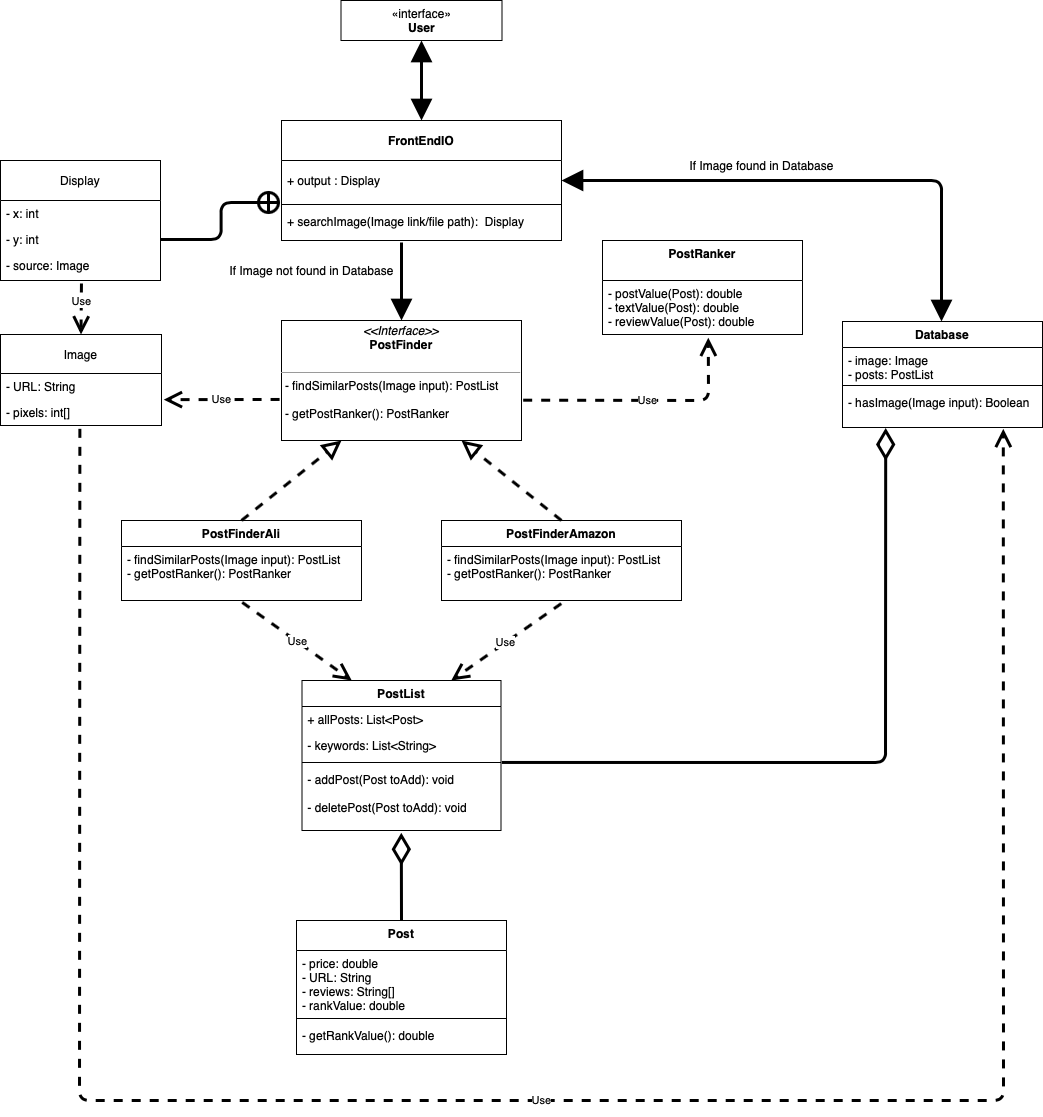 «interface»
User
FrontEndIO
+ output : Display
+ searchImage(Image link/file path): Display
Display
- x: int
- y: int
- source: Image
If Image found in Database
If Image not found in Database
Use
PostRanker
- postValue(Post): double
- textValue(Post): double
- reviewValue(Post): double
Image
- URL: String
- pixels: int[]
<<Interface>>
PostFinder
- findSimilarPosts(Image input): PostList
- getPostRanker(): PostRanker
Use
Use
Database
- image: Image
- posts: PostList
- hasImage(Image input): Boolean
PostFinderAli
- findSimilarPosts(Image input): PostList
- getPostRanker(): PostRanker
PostFinderAmazon
- findSimilarPosts(Image input): PostList
- getPostRanker(): PostRanker
Use
Use
PostList
+ allPosts: List<Post>
- keywords: List<String>
- addPost(Post toAdd): void
- deletePost(Post toAdd): void
Post
- price: double
- URL: String
- reviews: String[]
- rankValue: double
- getRankValue(): double
Use